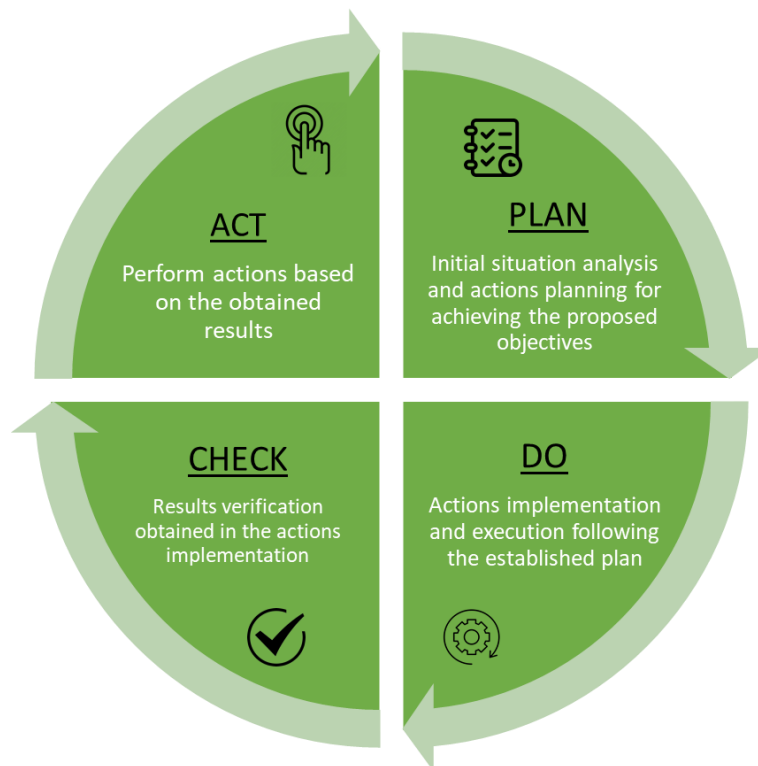 ACT
Perform actions based
on the obtained
results
PLAN
Initial situation analysis
and actions planning for
achieving the proposed
objectives
DO
Actions implementation
and execution following
the established plan
CHECK
Results verification
obtained in the actions
implementation